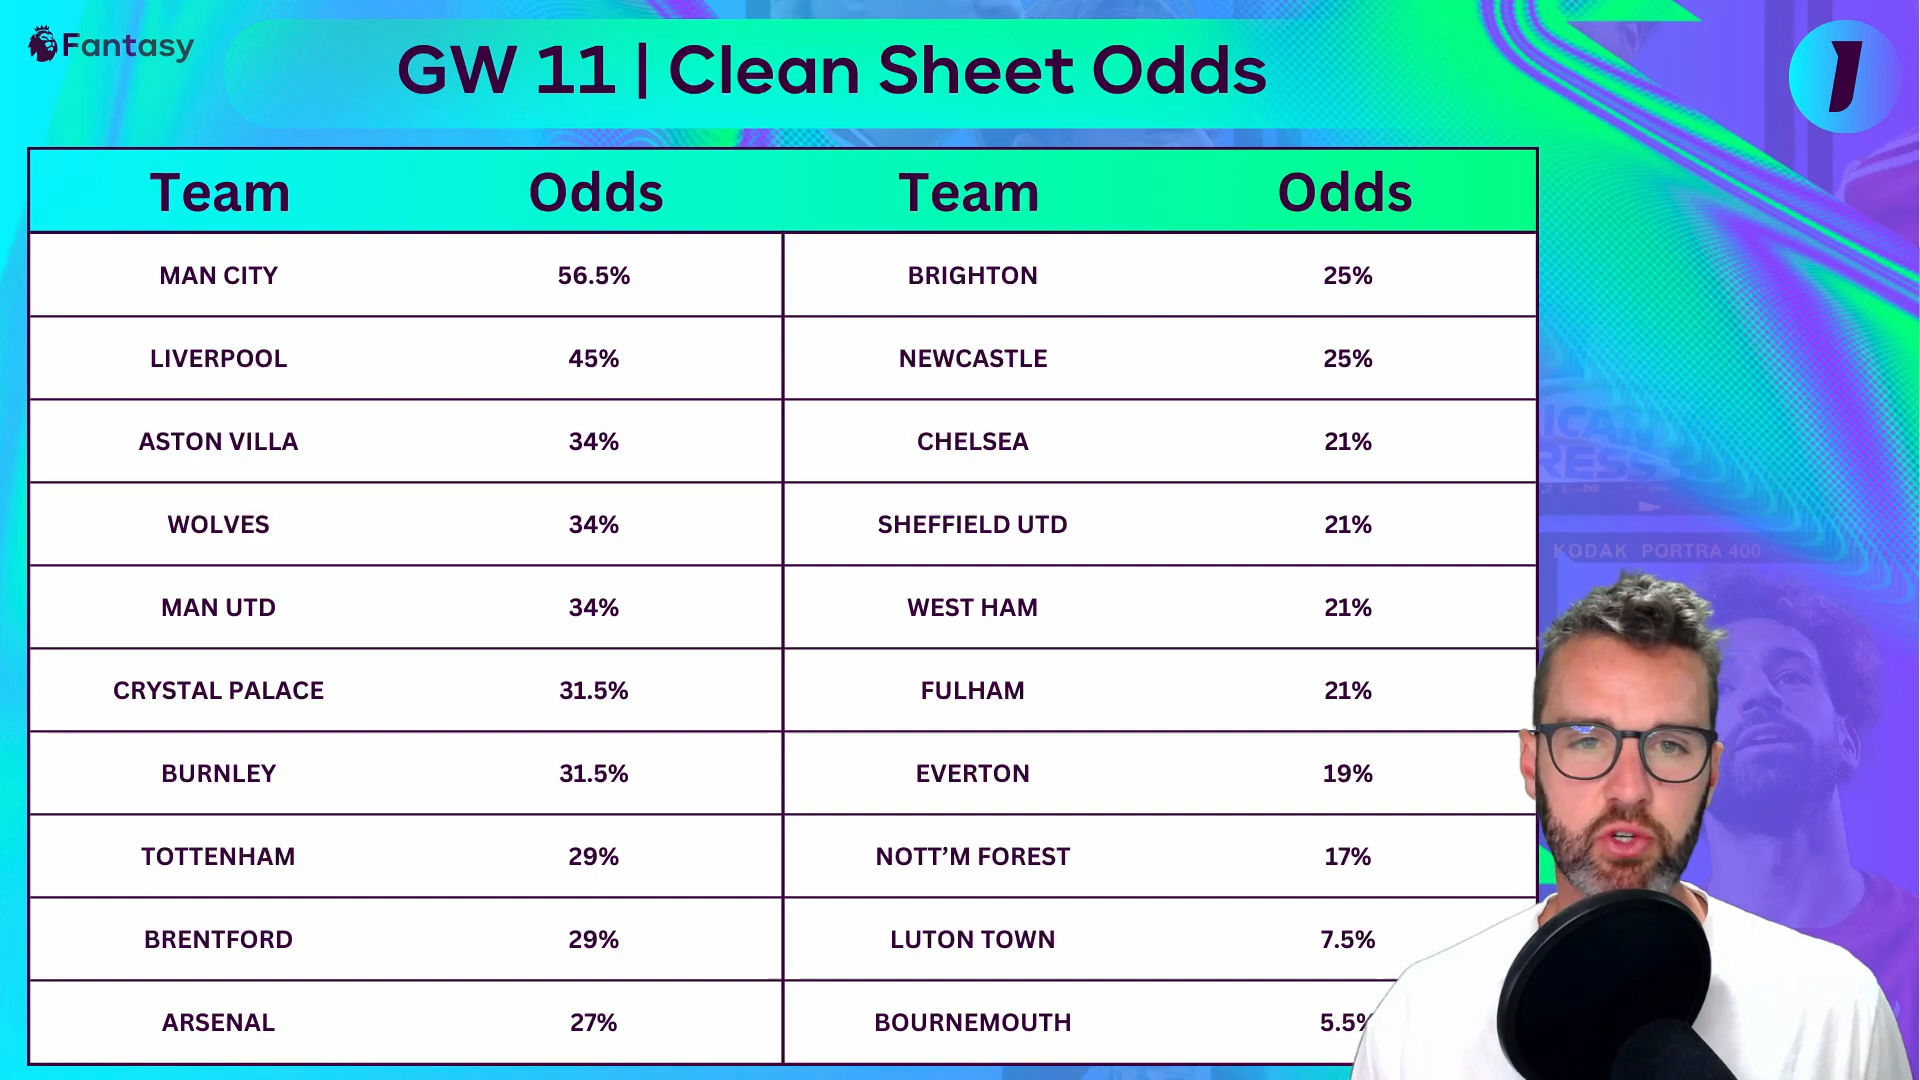 Fantasy
GW 11 | Clean Sheet Odds
J
Team Odds Team Odds
MAN CITY 56.5% BRIGHTON 25%
LIVERPOOL 45% NEWCASTLE 25%
ASTON VILLA 34% CHELSEA 21%
WOLVES 34% SHEFFIELD UTD 21%
MAN UTD 34% WEST HAM 21%
CRYSTAL PALACE 31.5% FULHAM 21%
BURNLEY 31.5% EVERTON 19%
TOTTENHAM 29% NOTT’M FOREST 17%
BRENTFORD 29% LUTON TOWN 7.5%
ARSENAL 27% BOURNEMOUTH 5.5%
KODAK PORTRA 400